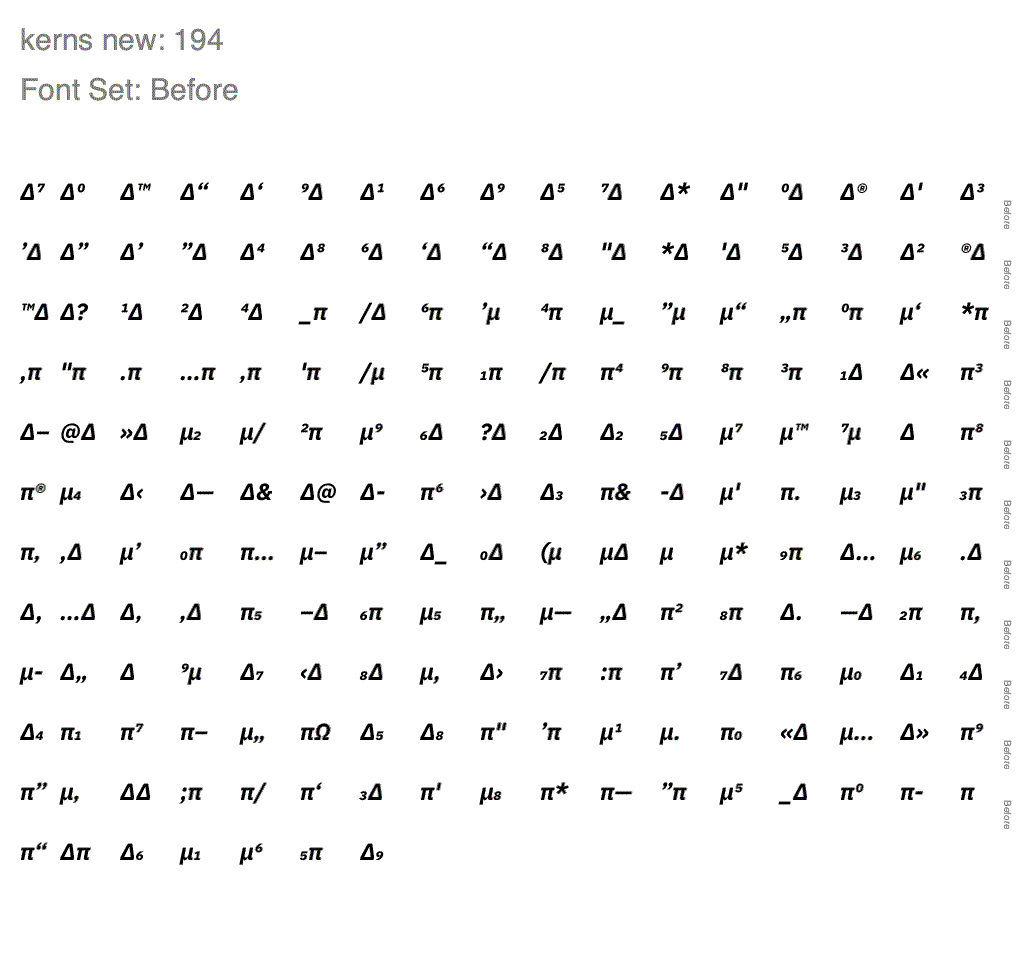 kerns new: 194
Font Set: Before
Δ⁷ Δ⁰ Δ™ Δ“ Δ‘ ⁹Δ Δ¹ Δ⁶ Δ⁹ Δ⁵ ⁷Δ Δ* Δ" ⁰Δ Δ® Δ' Δ³ Before
’Δ Δ” Δ’ ”Δ Δ⁴ Δ⁸ ⁶Δ ‘Δ “Δ ⁸Δ "Δ *Δ 'Δ ⁵Δ ³Δ Δ² ®Δ Before
™Δ Δ? ¹Δ ²Δ ⁴Δ _π /Δ ⁶π ’μ ⁴π μ_ ”μ μ“ „π ⁰π μ‘ *π Before
‚π "π .π …π ,π 'π /μ ⁵π ₁π /π π⁴ ⁹π ⁸π ³π ₁Δ Δ« π³ Before
Δ– @Δ »Δ μ₂ μ/ ²π μ⁹ ₆Δ ?Δ ₂Δ Δ₂ ₅Δ μ⁷ μ™ ⁷μ Δ π⁸ Before
π® μ₄ Δ‹ Δ— Δ& Δ@ Δ- π⁶ ›Δ Δ₃ π& -Δ μ' π. μ₃ μ" ₃π Before
π, ,Δ μ’ ₀π π… μ– μ” Δ_ ₀Δ (μ μΔ μ μ* ₉π Δ… μ₆ .Δ Before
Δ, …Δ Δ‚ ‚Δ π₅ –Δ ₆π μ₅ π„ μ— „Δ π² ₈π Δ. —Δ ₂π π‚ Before
μ- Δ„ Δ ⁹μ Δ₇ ‹Δ ₈Δ μ, Δ› ₇π :π π’ ₇Δ π₆ μ₀ Δ₁ ₄Δ Before
Δ₄ π₁ π⁷ π– μ„ πΩ Δ₅ Δ₈ π" ’π μ¹ μ. π₀ «Δ μ… Δ» π⁹ Before
π” μ‚ ΔΔ ;π π/ π‘ ₃Δ π' μ₈ π* π— ”π μ⁵ _Δ π⁰ π- π Before
π“ Δπ Δ₆ μ₁ μ⁶ ₅π Δ₉